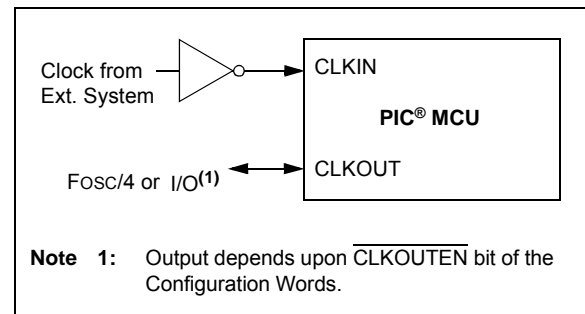 Clock from
Ext. System
CLKIN
PIC® MCU
FOSC/4 or I/O(1)
CLKOUT
Note 1: Output depends upon CLKOUTEN bit of the
Configuration Words.